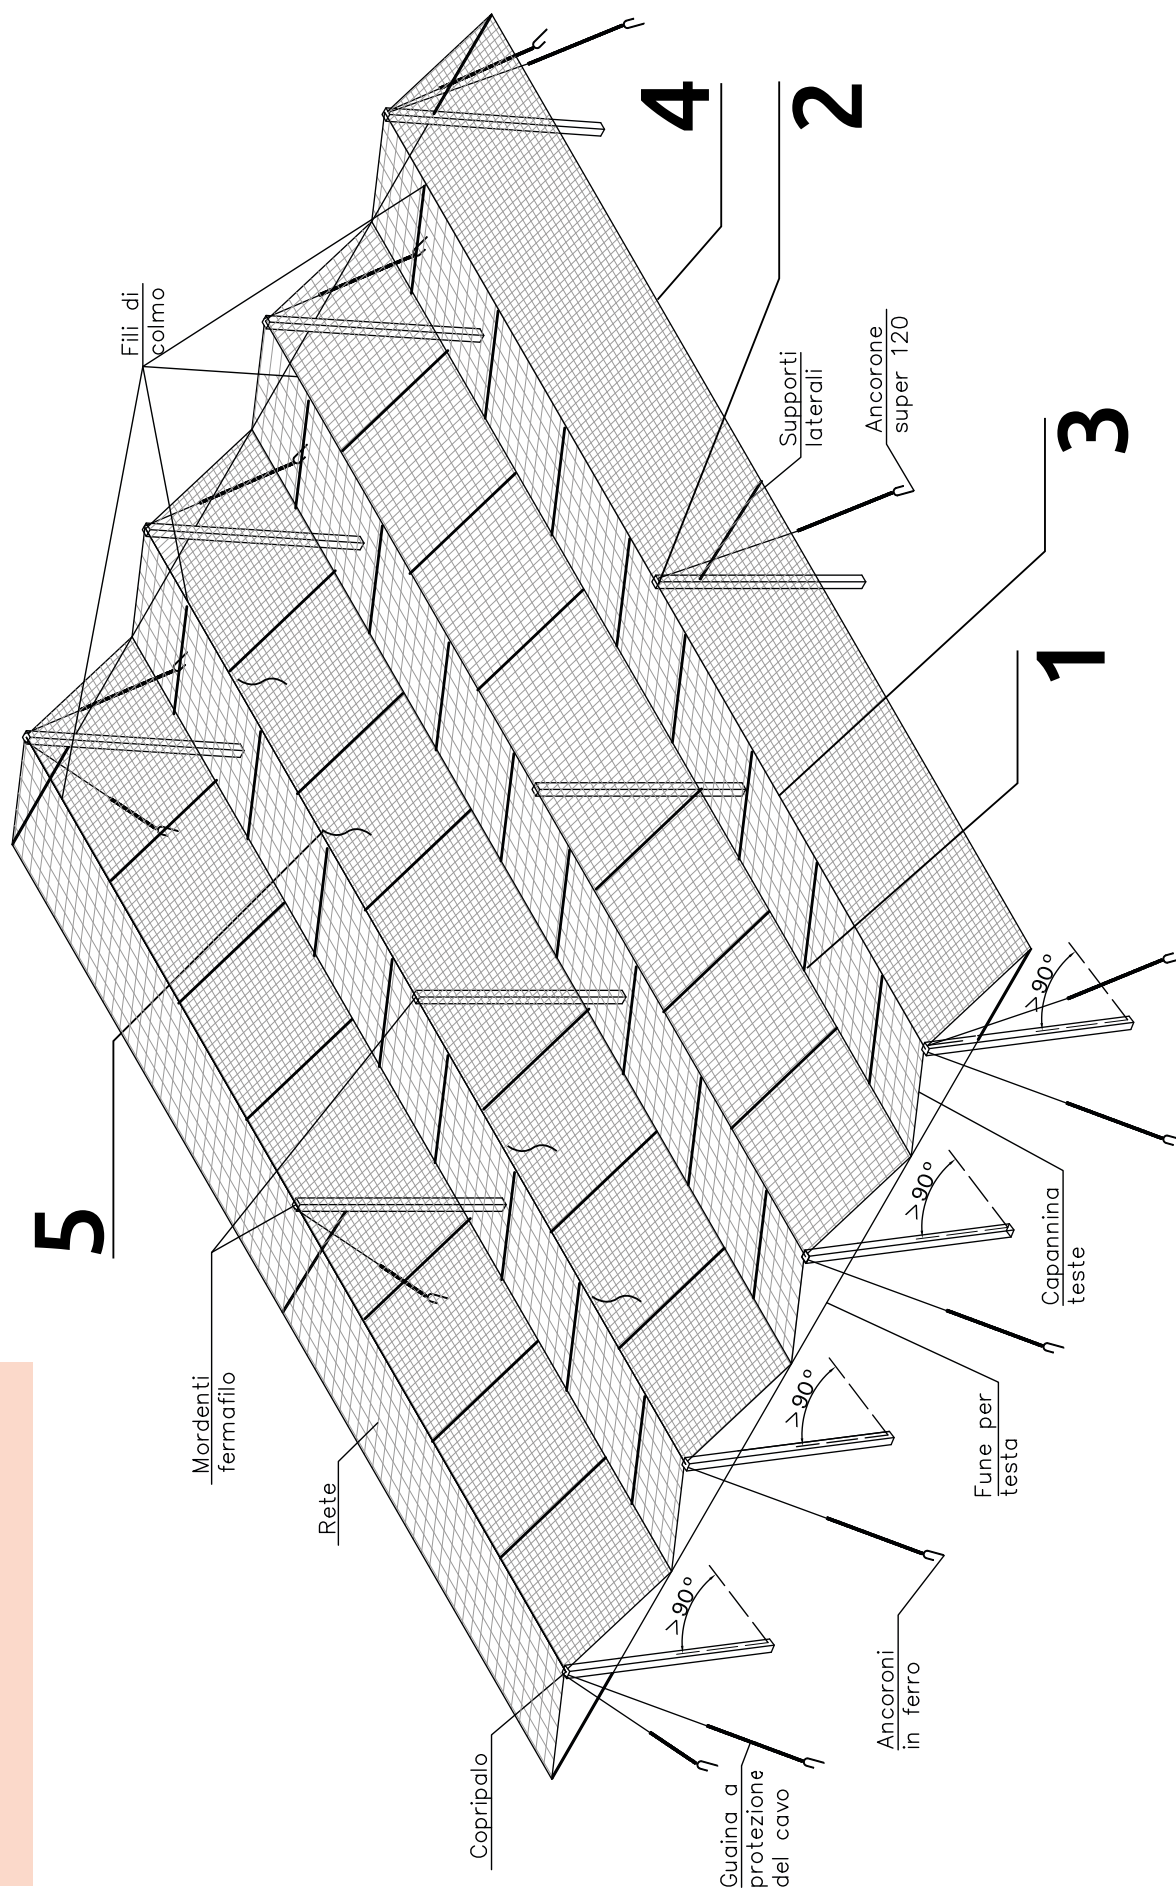 5
Fili di
colmo
Mordenti
fermafilo
Rete
Copripalo
4
>90°
Guaina a
protezione
del cavo
Supporti
laterali
>90°
2
Ancorone
super 120
Ancoroni
in ferro
>90°
Fune per
testa
>90°
Capannina
teste
1
3